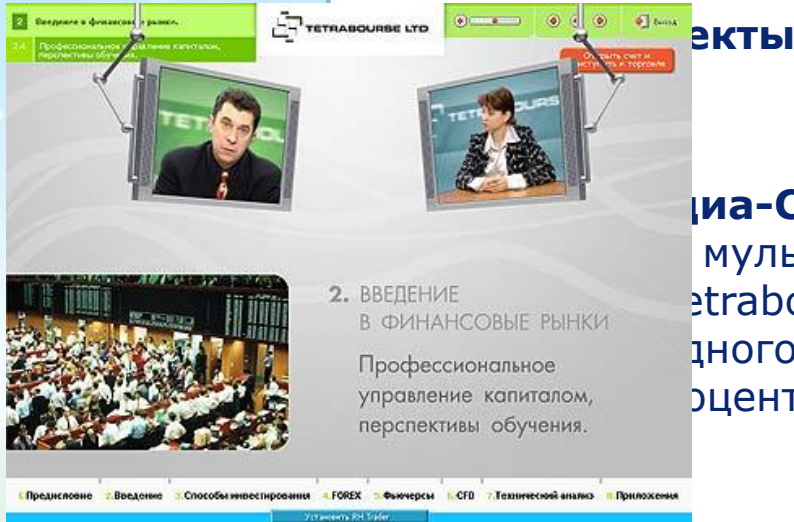 2 Введение в финансовые рынки.
2.4 Профессиональное управление капиталом,
перспективы обучения.
TETRABOURSE LTD
Выход
Открыть счет и
приступить к торговле
екты
2. ВВЕДЕНИЕ
В ФИНАНСОВЫЕ РЫНКИ
Профессиональное
управление капиталом,
перспективы обучения.
иа-С
муль
etrabo
дного
оцент
1.Предисловие 2.Введение 3.Способы инвестирования 4.FOREX 5.Фьючерсы 6.CFD 7.Технический анализ 8.Приложения
Установить RH Trader